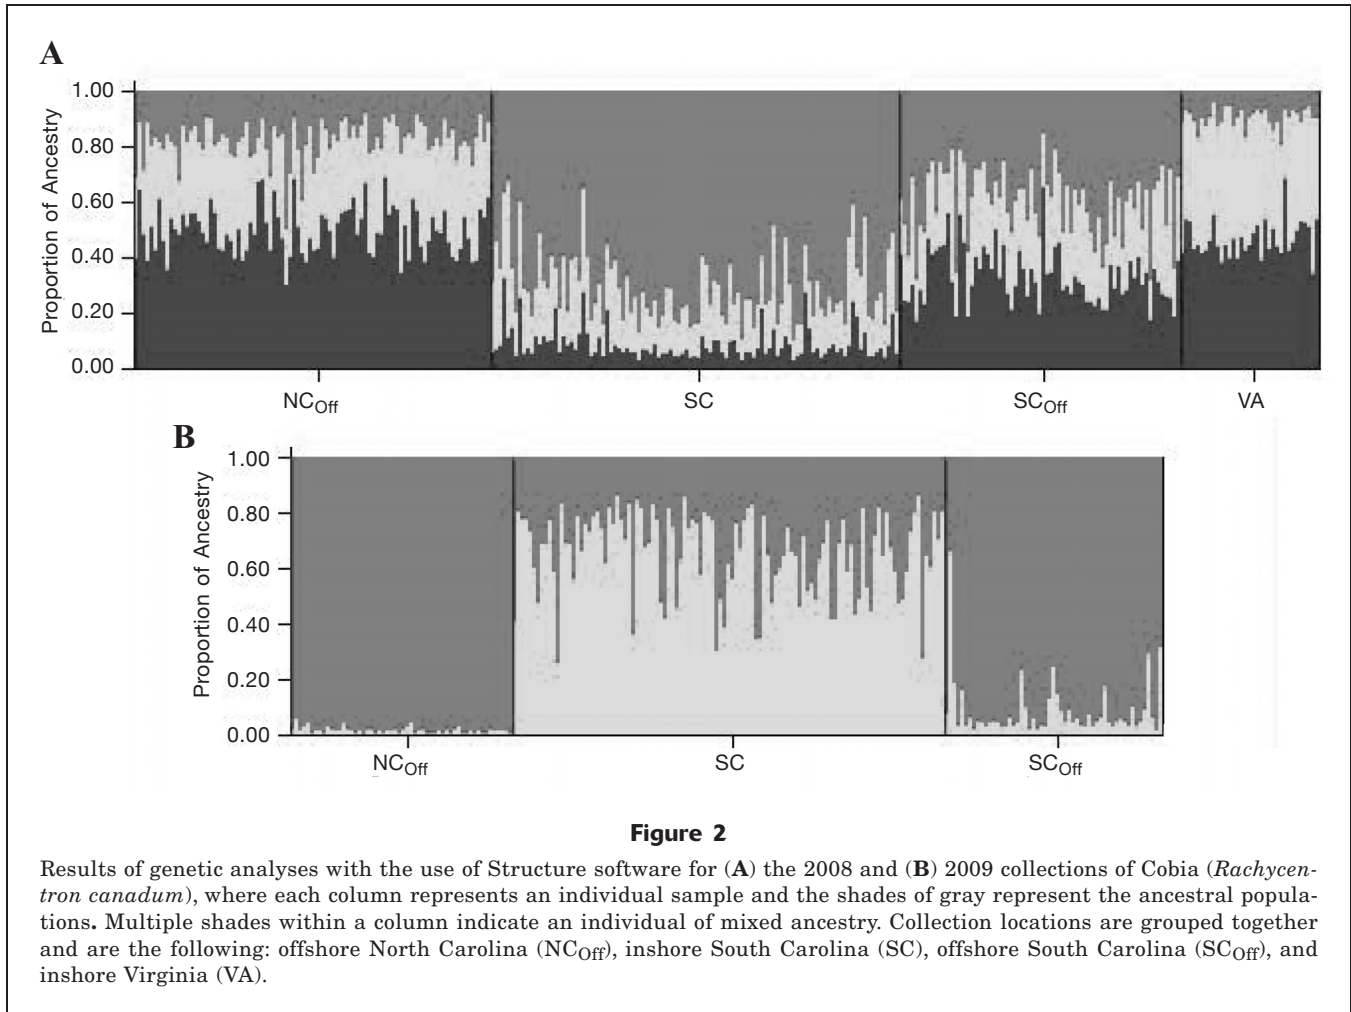 A
1.00
0.80
0.60
0.40
0.20
0.00
Proportion of Ancestry
NCOff SC SCOff VA
B
1.00
0.80
0.60
0.40
0.20
0.00
Proportion of Ancestry
NCOff SC SCOff
Figure 2
Results of genetic analyses with the use of Structure software for (A) the 2008 and (B) 2009 collections of Cobia (Rachycen-
tron canadum), where each column represents an individual sample and the shades of gray represent the ancestral popula-
tions. Multiple shades within a column indicate an individual of mixed ancestry. Collection locations are grouped together
and are the following: offshore North Carolina (NCOff), inshore South Carolina (SC), offshore South Carolina (SCOff), and
inshore Virginia (VA).